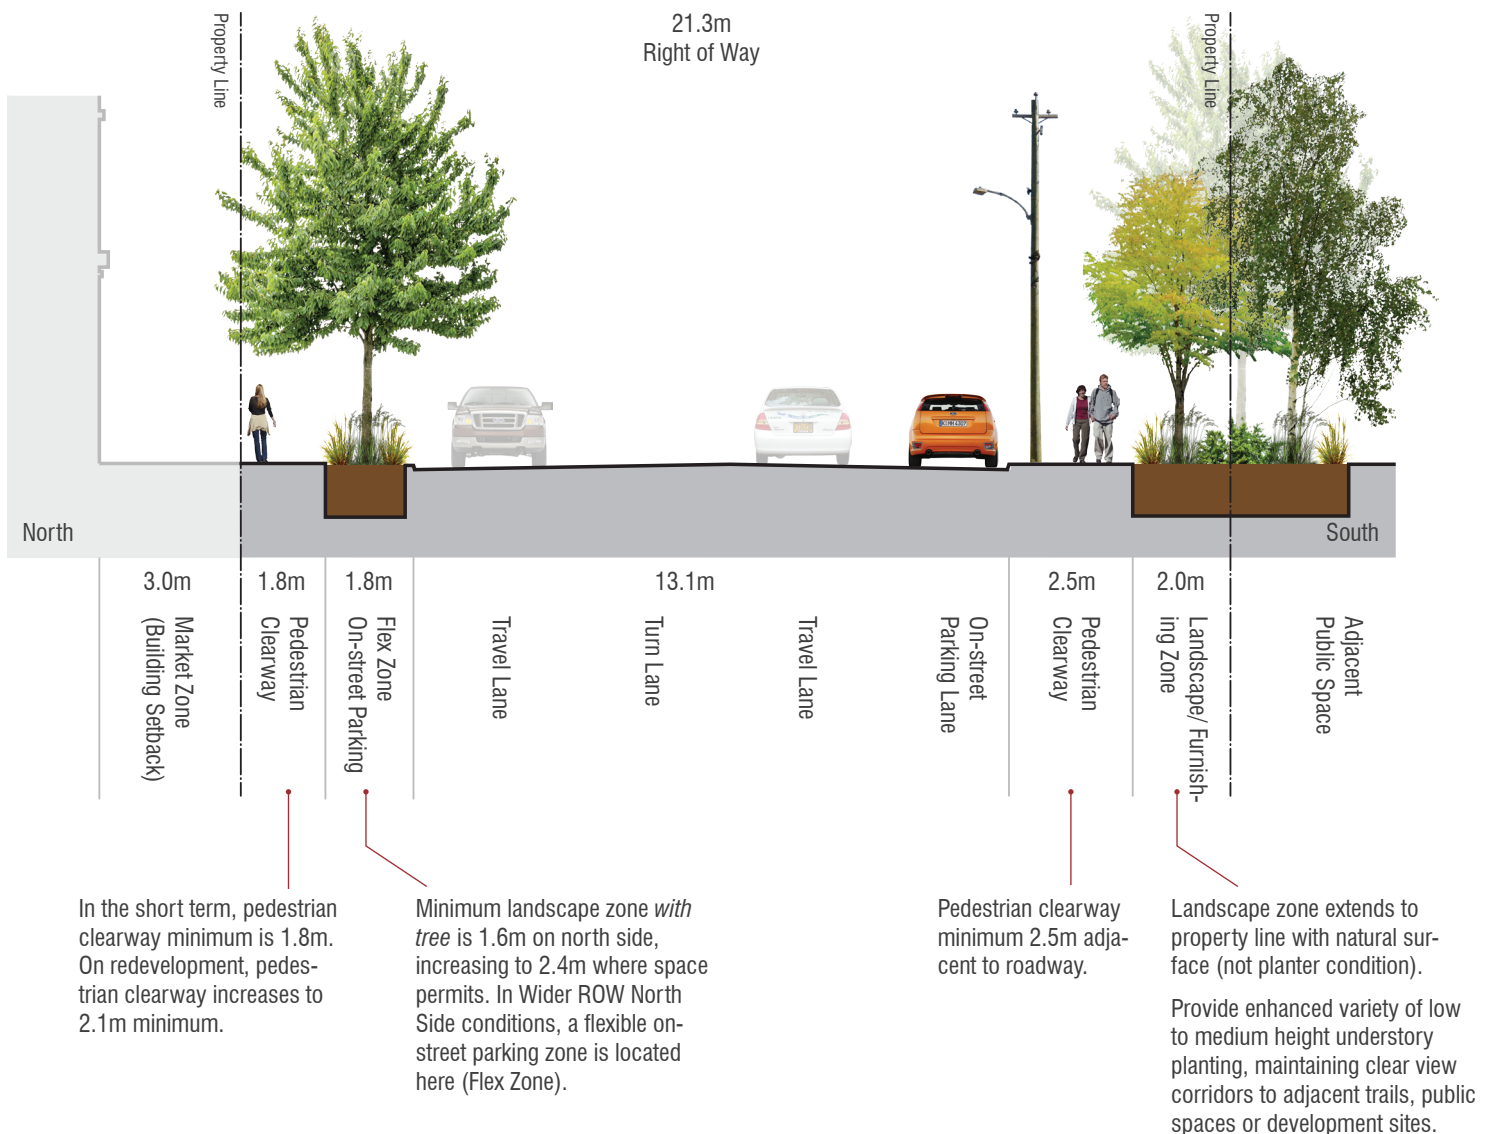 21.3m
Right of Way
Property Line
Property Line
North
South
3.0m
1.8m
1.8m
13.1m
2.5m
2.0m
Market Zone
(Building Setback)
Pedestrian
Clearway
Flex Zone
On-street Parking
Travel Lane
Turn Lane
Travel Lane
On-street
Parking Lane
Pedestrian
Clearway
Landscape/ Furnish-
ing Zone
Adjacent
Public Space
In the short term, pedestrian
clearway minimum is 1.8m.
On redevelopment, pedes-
trian clearway increases to
2.1m minimum.
Minimum landscape zone with
tree is 1.6m on north side,
increasing to 2.4m where space
permits. In Wider ROW North
Side conditions, a flexible on-
street parking zone is located
here (Flex Zone).
Pedestrian clearway
minimum 2.5m adja-
cent to roadway.
Landscape zone extends to
property line with natural sur-
face (not planter condition).
Provide enhanced variety of low
to medium height understory
planting, maintaining clear view
corridors to adjacent trails, public
spaces or development sites.